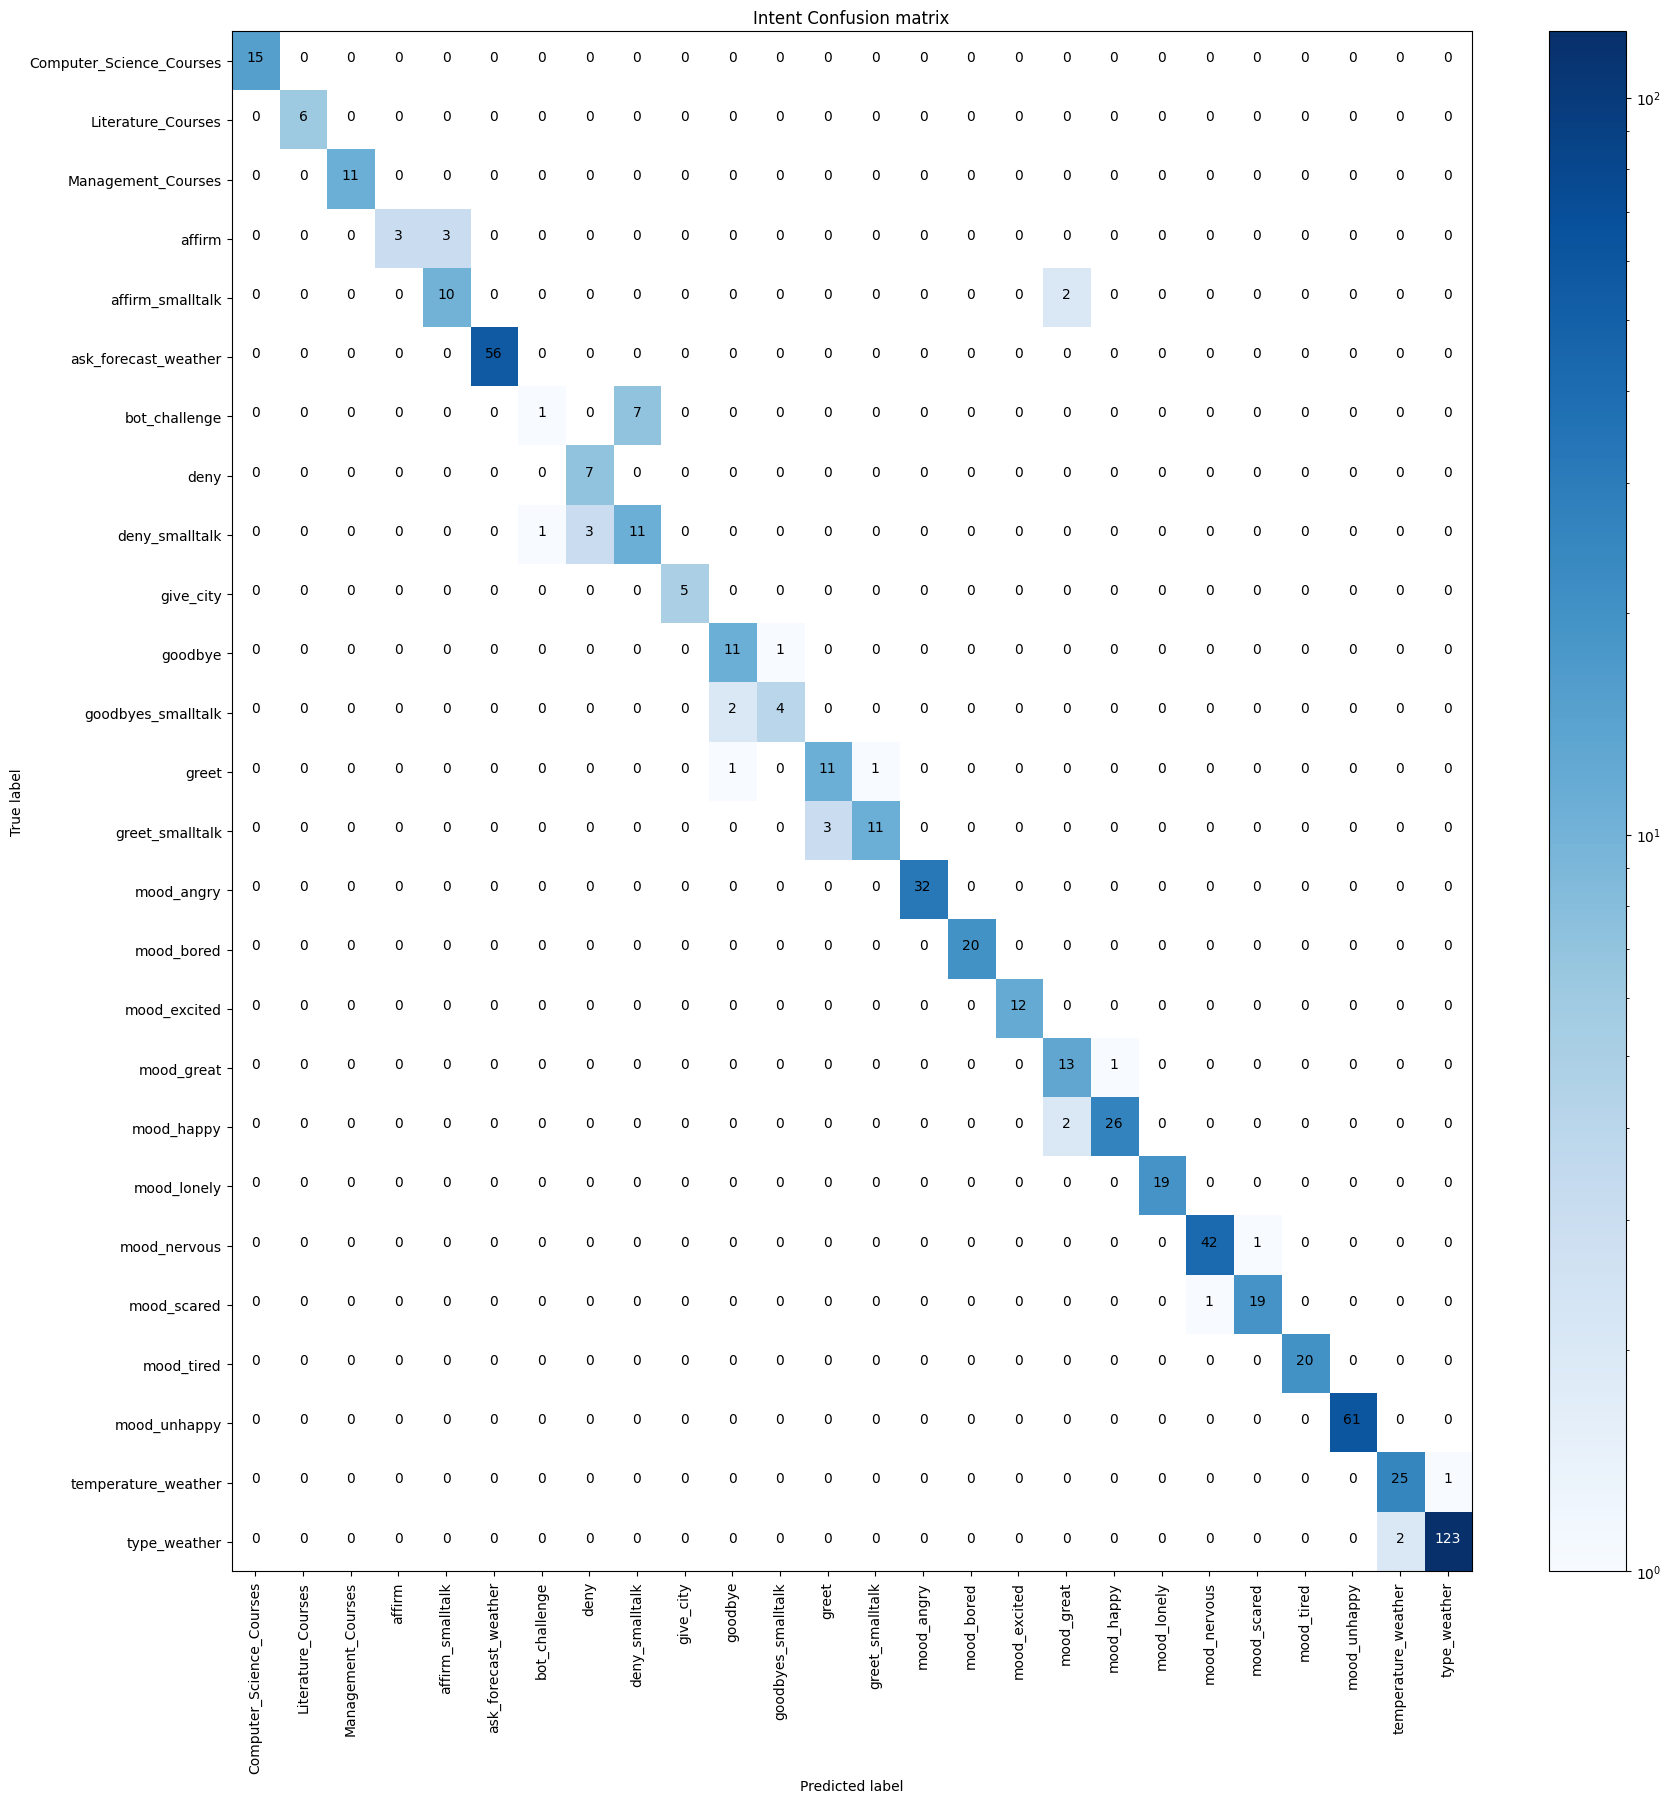 Intent Confusion matrix
Computer_Science_Courses 15 0 0 0 0 0 0 0 0 0 0 0 0 0 0 0 0 0 0 0 0 0 0 0 0 0
Literature_Courses 0 6 0 0 0 0 0 0 0 0 0 0 0 0 0 0 0 0 0 0 0 0 0 0 0 0
Management_Courses 0 0 11 0 0 0 0 0 0 0 0 0 0 0 0 0 0 0 0 0 0 0 0 0 0 0
affirm 0 0 0 3 3 0 0 0 0 0 0 0 0 0 0 0 0 0 0 0 0 0 0 0 0 0
affirm_smalltalk 0 0 0 0 10 0 0 0 0 0 0 0 0 0 0 0 0 2 0 0 0 0 0 0 0 0
ask_forecast_weather 0 0 0 0 0 56 0 0 0 0 0 0 0 0 0 0 0 0 0 0 0 0 0 0 0 0
bot_challenge 0 0 0 0 0 0 1 0 7 0 0 0 0 0 0 0 0 0 0 0 0 0 0 0 0 0
deny 0 0 0 0 0 0 0 7 0 0 0 0 0 0 0 0 0 0 0 0 0 0 0 0 0 0
deny_smalltalk 0 0 0 0 0 0 1 3 11 0 0 0 0 0 0 0 0 0 0 0 0 0 0 0 0 0
give_city 0 0 0 0 0 0 0 0 0 5 0 0 0 0 0 0 0 0 0 0 0 0 0 0 0 0
goodbye 0 0 0 0 0 0 0 0 0 0 11 1 0 0 0 0 0 0 0 0 0 0 0 0 0 0
goodbyes_smalltalk 0 0 0 0 0 0 0 0 0 0 2 4 0 0 0 0 0 0 0 0 0 0 0 0 0 0
greet 0 0 0 0 0 0 0 0 0 0 1 0 11 1 0 0 0 0 0 0 0 0 0 0 0 0
greet_smalltalk 0 0 0 0 0 0 0 0 0 0 0 0 3 11 0 0 0 0 0 0 0 0 0 0 0 0
mood_angry 0 0 0 0 0 0 0 0 0 0 0 0 0 0 32 0 0 0 0 0 0 0 0 0 0 0
mood_bored 0 0 0 0 0 0 0 0 0 0 0 0 0 0 0 20 0 0 0 0 0 0 0 0 0 0
mood_excited 0 0 0 0 0 0 0 0 0 0 0 0 0 0 0 0 12 0 0 0 0 0 0 0 0 0
mood_great 0 0 0 0 0 0 0 0 0 0 0 0 0 0 0 0 0 13 1 0 0 0 0 0 0 0
mood_happy 0 0 0 0 0 0 0 0 0 0 0 0 0 0 0 0 0 2 26 0 0 0 0 0 0 0
mood_lonely 0 0 0 0 0 0 0 0 0 0 0 0 0 0 0 0 0 0 0 19 0 0 0 0 0 0
mood_nervous 0 0 0 0 0 0 0 0 0 0 0 0 0 0 0 0 0 0 0 0 42 1 0 0 0 0
mood_scared 0 0 0 0 0 0 0 0 0 0 0 0 0 0 0 0 0 0 0 0 1 19 0 0 0 0
mood_tired 0 0 0 0 0 0 0 0 0 0 0 0 0 0 0 0 0 0 0 0 0 0 20 0 0 0
mood_unhappy 0 0 0 0 0 0 0 0 0 0 0 0 0 0 0 0 0 0 0 0 0 0 0 61 0 0
temperature_weather 0 0 0 0 0 0 0 0 0 0 0 0 0 0 0 0 0 0 0 0 0 0 0 0 25 1
type_weather 0 0 0 0 0 0 0 0 0 0 0 0 0 0 0 0 0 0 0 0 0 0 0 0 2 123
True label
Computer_Science_Courses
Literature_Courses
Management_Courses
affirm
affirm_smalltalk
ask_forecast_weather
bot_challenge
deny
deny_smalltalk
give_city
goodbye
goodbyes_smalltalk
greet
greet_smalltalk
mood_angry
mood_bored
mood_excited
mood_great
mood_happy
mood_lonely
mood_nervous
mood_scared
mood_tired
mood_unhappy
temperature_weather
type_weather
Predicted label
10²
10¹
10⁰